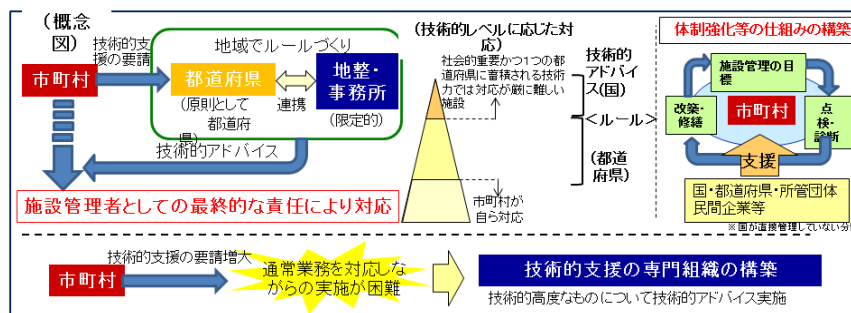 (概念
図)
技術的支
援の要請
市町村
地域でルールづくり
都道府県
(原則として
都道府
県)
連携
地整・
事務所
(限定的)
技術的アドバイス
施設管理者としての最終的な責任により対応
(技術的レベルに応じた対
応)
社会的重要かつ1つの都
道府県に蓄積される技術
力では対応が厳に難しい
施設
技術的
アドバ
イス(国)
<ルール>
(都道
府県)
市町村が
自ら対応
体制強化等の仕組みの構築
施設管理の目
標
市町村
改築・
修繕
点
検・
診断
支援
国・都道府県・所管団体
民間企業等
※国が直接管理していない分
市町村
技術的支援の要請増大
通常業務を対応しな
がらの実施が困難
技術的支援の専門組織の構築
技術的高度なものについて技術的アドバイス実施